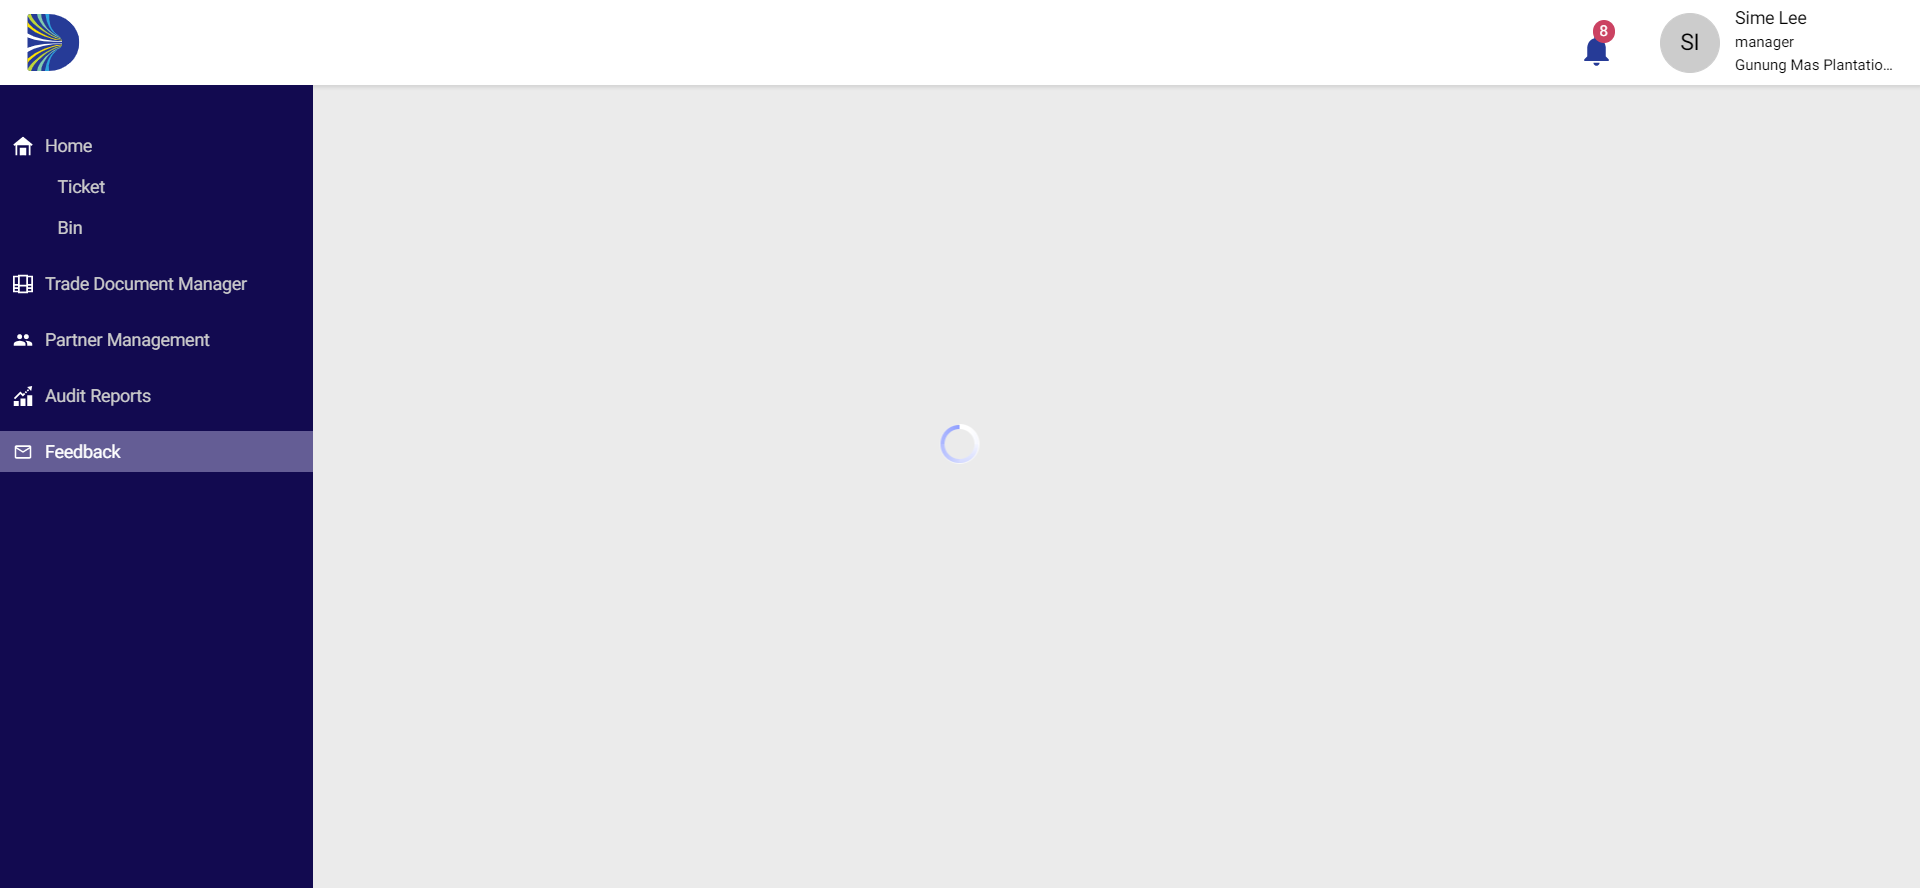 8
SI
Sime Lee
manager
Gunung Mas Plantatio...
Home
Ticket
Bin
Trade Document Manager
Partner Management
Audit Reports
Feedback